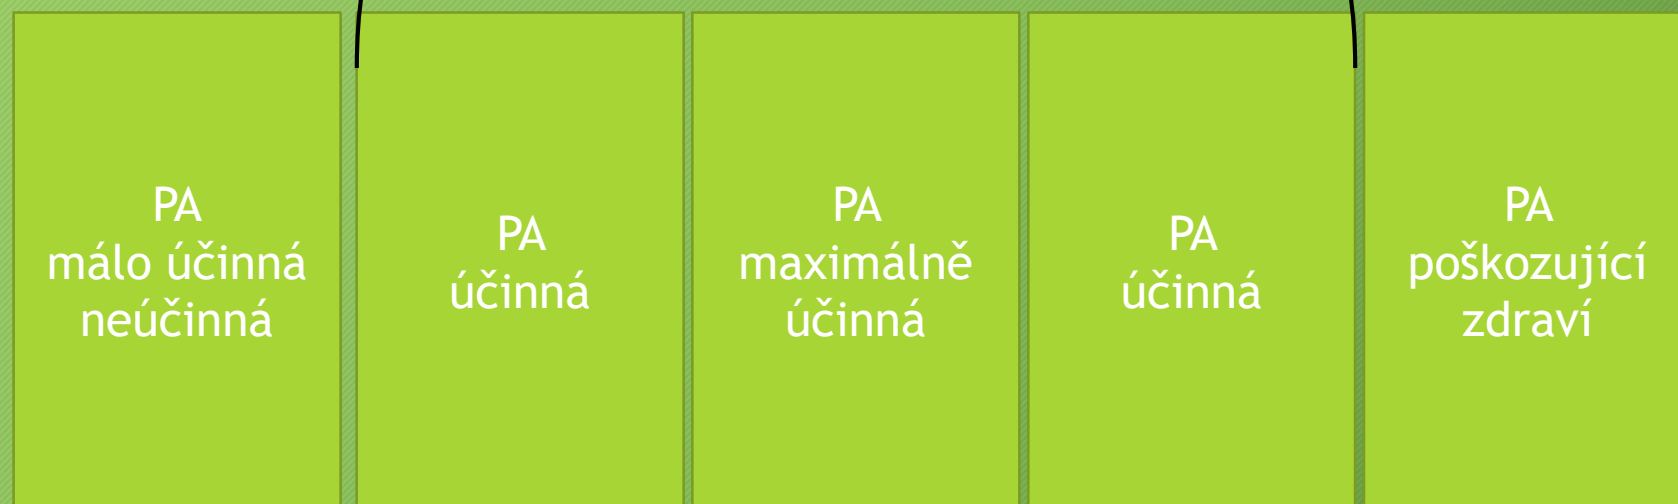 PA
málo účinná
neúčinná
PA
účinná
PA
maximálně
účinná
PA
účinná
PA
poškozující
zdraví